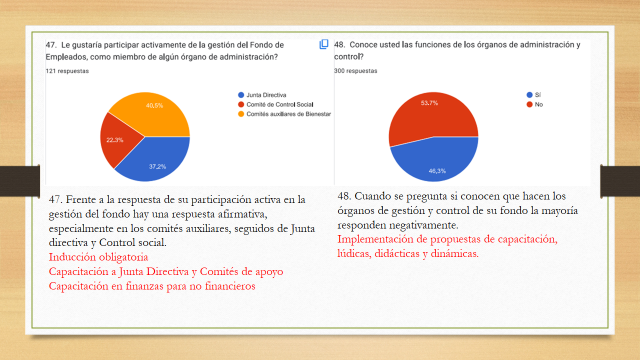 47. Le gustaría participar activamente de la gestión del Fondo de
Empleados, como miembro de algún órgano de administración?
121 respuestas
Junta Directiva
Comité de Control Social
Comités auxiliares de Bienestar
40,5%
22,3%
37,2%
47. Frente a la respuesta de su participación activa en la
gestión del fondo hay una respuesta afirmativa,
especialmente en los comités auxiliares, seguidos de Junta
directiva y Control social.
Inducción obligatoria
Capacitación a Junta Directiva y Comités de apoyo
Capacitación en finanzas para no financieros
48. Conoce usted las funciones de los órganos de administración y
control?
300 respuestas
Sí
No
53,7%
46,3%
48. Cuando se pregunta si conocen que hacen los
órganos de gestión y control de su fondo la mayoría
responden negativamente.
Implementación de propuestas de capacitación,
lúdicas, didácticas y dinámicas.